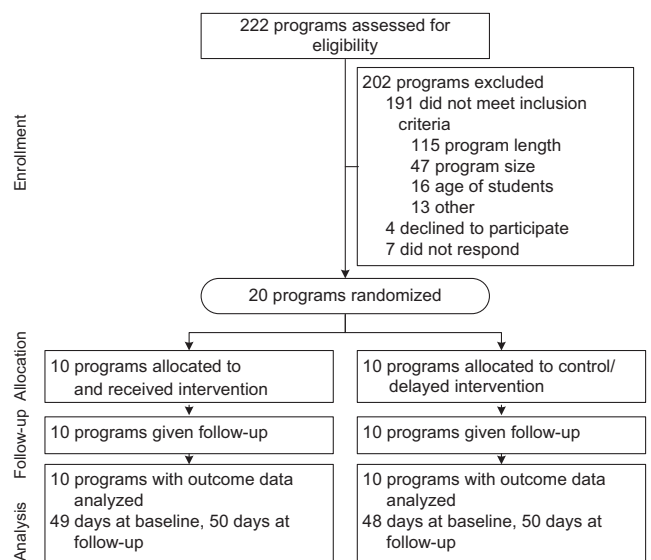 222 programs assessed for
eligibility
202 programs excluded
191 did not meet inclusion
criteria
115 program length
47 program size
16 age of students
13 other
4 declined to participate
7 did not respond
Enrollment
20 programs randomized
Allocation
10 programs allocated to
and received intervention
10 programs allocated to control/
delayed intervention
Follow-up
10 programs given follow-up
10 programs given follow-up
Analysis
10 programs with outcome data
analyzed
49 days at baseline, 50 days at
follow-up
10 programs with outcome data
analyzed
48 days at baseline, 50 days at
follow-up